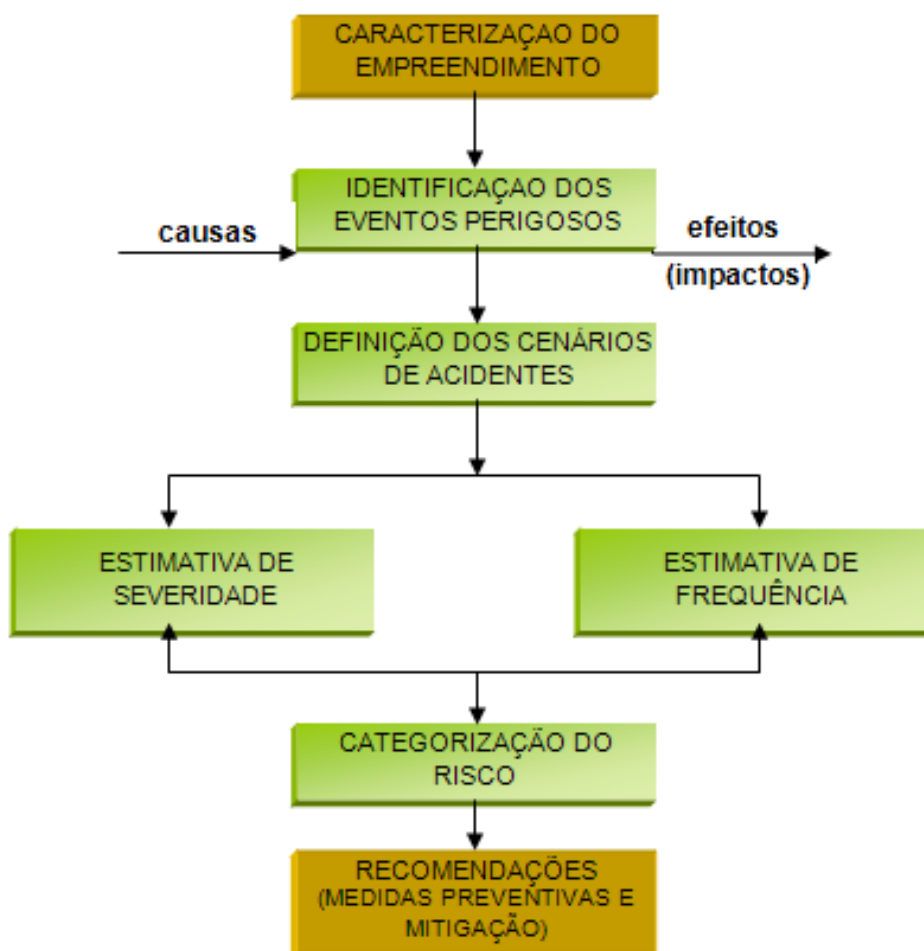 CARACTERIZAÇAO DO
EMPREENDIMENTO
IDENTIFICAÇAO DOS
EVENTOS PERIGOSOS
causas
efeitos
(impactos)
DEFINIÇÃO DOS CENÁRIOS
DE ACIDENTES
ESTIMATIVA DE
SEVERIDADE
ESTIMATIVA DE
FREQUÊNCIA
CATEGORIZAÇÃO DO
RISCO
RECOMENDAÇÕES
(MEDIDAS PREVENTIVAS E
MITIGAÇÃO)